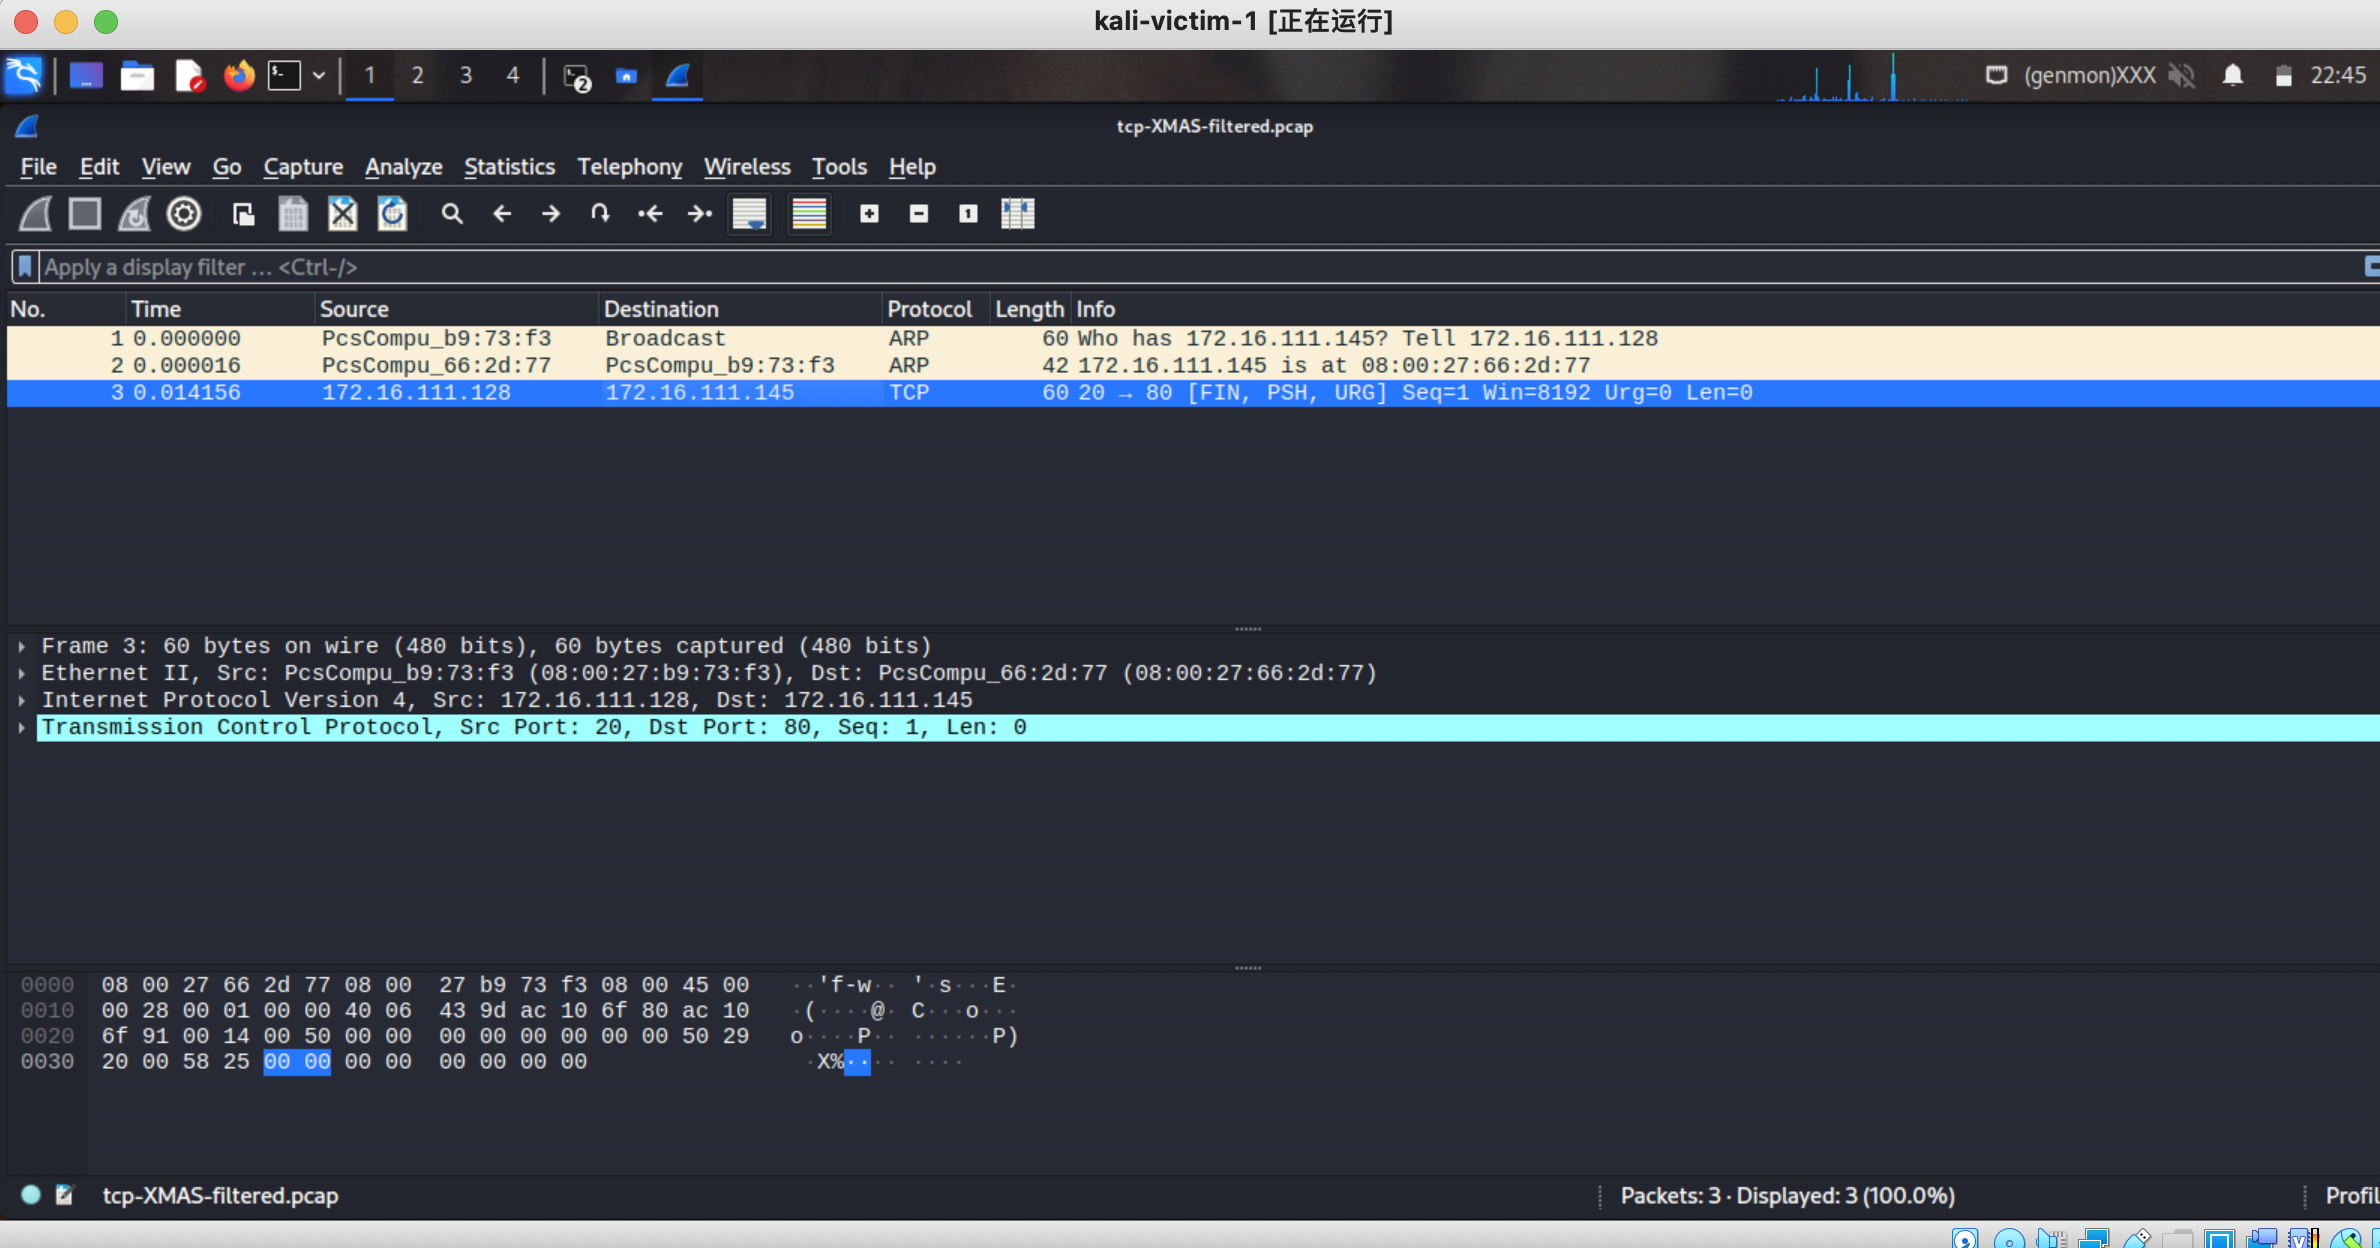 kali-victim-1 [正在运行]
1 2 3 4 2 (genmon)XXX 22:45
tcp-XMAS-filtered.pcap
File Edit View Go Capture Analyze Statistics Telephony Wireless Tools Help
Apply a display filter … <Ctrl-/>
No. Time Source Destination Protocol Length Info
1 0.000000 PcsCompu_b9:73:f3 Broadcast ARP 60 Who has 172.16.111.145? Tell 172.16.111.128
2 0.000016 PcsCompu_66:2d:77 PcsCompu_b9:73:f3 ARP 42 172.16.111.145 is at 08:00:27:66:2d:77
3 0.014156 172.16.111.128 172.16.111.145 TCP 60 20 → 80 [FIN, PSH, URG] Seq=1 Win=8192 Urg=0 Len=0
Frame 3: 60 bytes on wire (480 bits), 60 bytes captured (480 bits)
Ethernet II, Src: PcsCompu_b9:73:f3 (08:00:27:b9:73:f3), Dst: PcsCompu_66:2d:77 (08:00:27:66:2d:77)
Internet Protocol Version 4, Src: 172.16.111.128, Dst: 172.16.111.145
Transmission Control Protocol, Src Port: 20, Dst Port: 80, Seq: 1, Len: 0
0000 08 00 27 66 2d 77 08 00 27 b9 73 f3 08 00 45 00 ··'f-w·· '·s···E·
0010 00 28 00 01 00 00 40 06 43 9d ac 10 6f 80 ac 10 ·(····@· C···o···
0020 6f 91 00 14 00 50 00 00 00 00 00 00 00 00 50 29 o····P·· ······P)
0030 20 00 58 25 00 00 00 00 00 00 00 00 ·X%···· ····
tcp-XMAS-filtered.pcap Packets: 3 · Displayed: 3 (100.0%) Profil